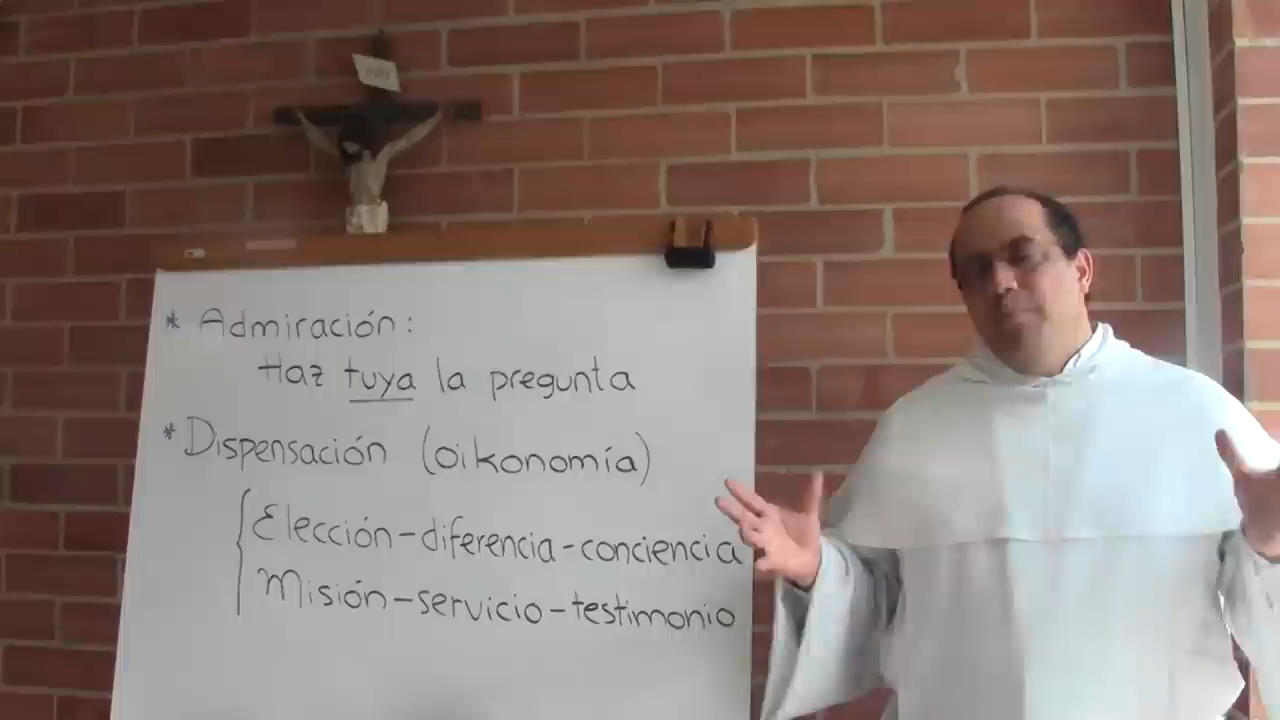 * Admiración:
Haz tuya la pregunta
* Dispensación (oikonomía)
Elección-diferencia-conciencia
Misión-servicio-testimonio